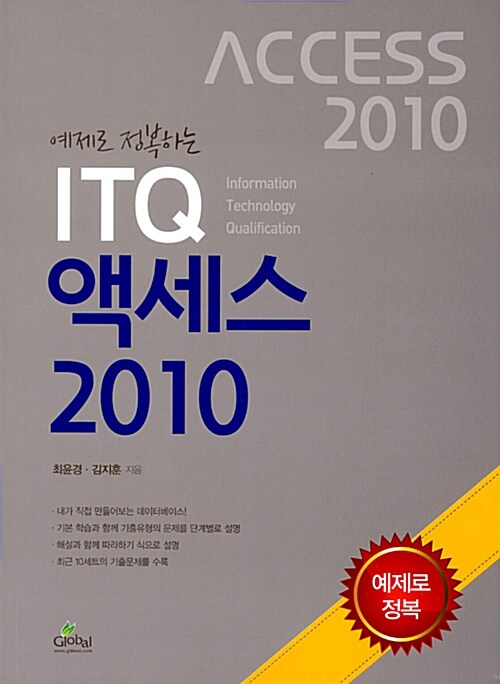 ACCESS
2010
예제로 정복하는
ITQ
Information
Technology
Qualification
액세스
2010
최윤경 · 김지훈 지음
· 내가 직접 만들어보는 데이터베이스!
· 기본 학습과 함께 기출유형의 문제를 단계별로 설명
· 해설과 함께 따라하기 식으로 설명
· 최근 10세트의 기출문제를 수록
예제로
정복
Global